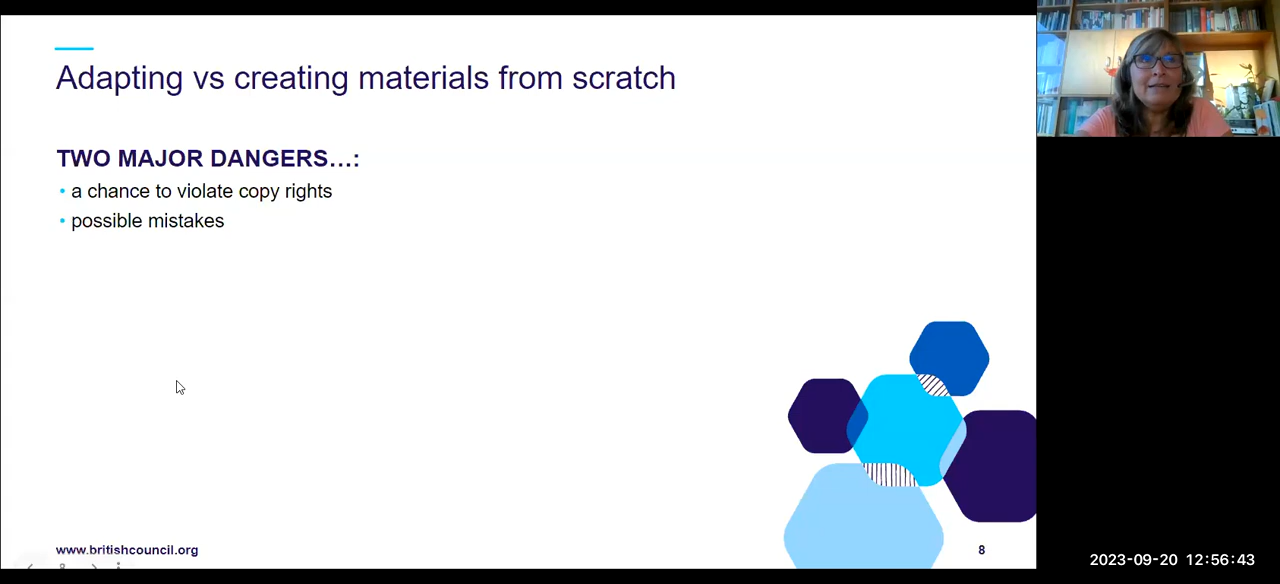 Adapting vs creating materials from scratch
TWO MAJOR DANGERS…:
• a chance to violate copy rights
• possible mistakes
www.britishcouncil.org
8
8
2023-09-20 12:56:43